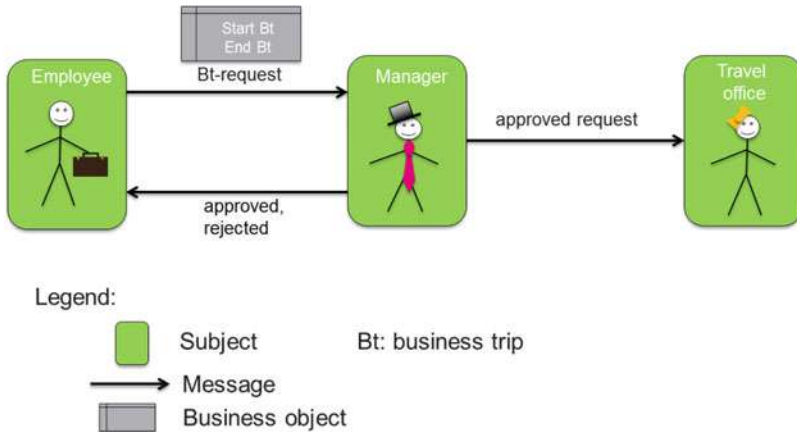 Start Bt
End Bt
Employee
Bt-request
Manager
Travel
office
approved request
approved,
rejected
Legend:
Subject
Bt: business trip
Message
Business object